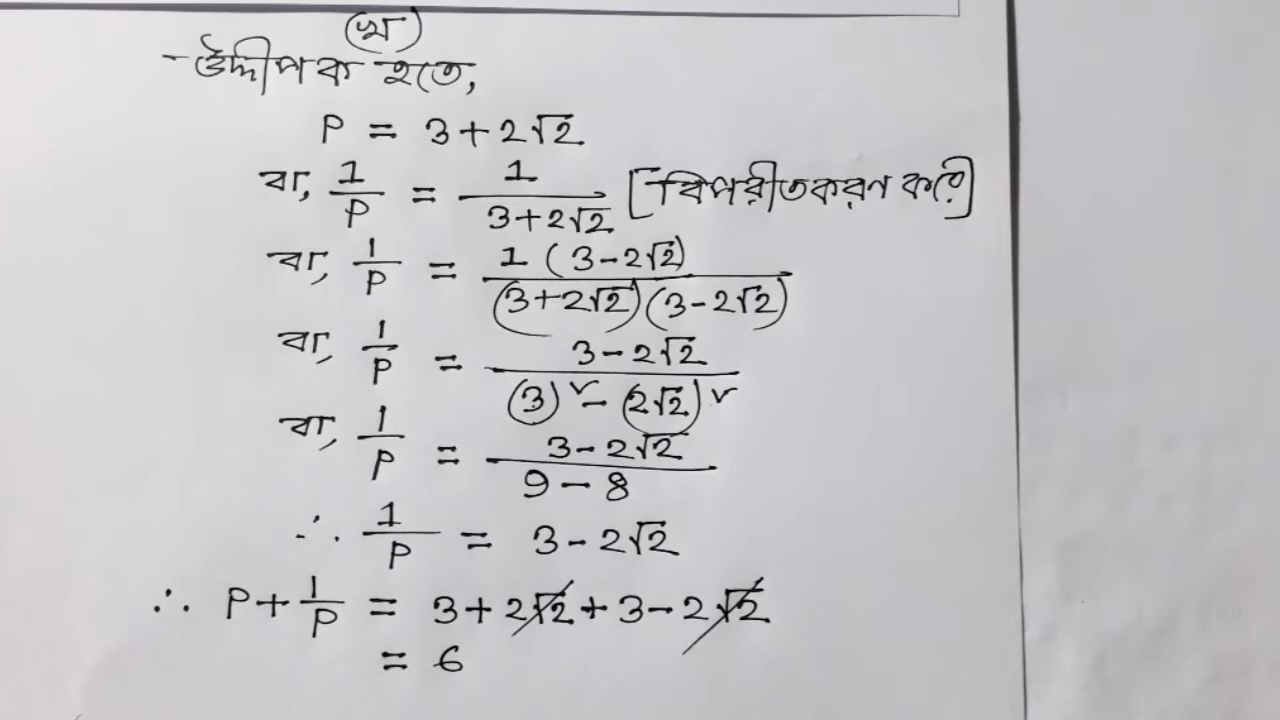 (খ)
উদ্দীপক হতে,
P = 3+2√2
বা, 1/P = 1/(3+2√2) [বিপরীতকরণ করে]
বা, 1/P = 1(3-2√2)/(3+2√2)(3-2√2)
বা, 1/P = 3-2√2/(3)² - (2√2)²
বা, 1/P = 3-2√2/9-8
∴ 1/P = 3-2√2
∴ P+1/P = 3+2√2+3-2√2
= 6